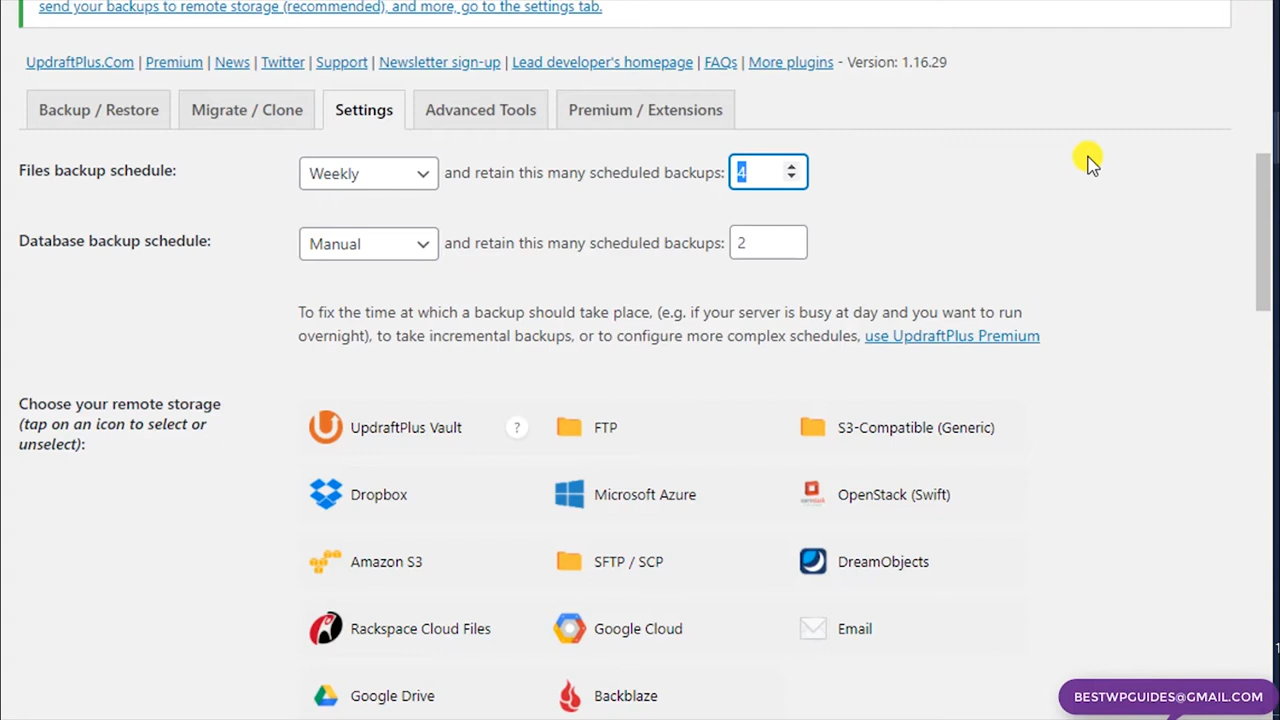 send your backups to remote storage (recommended), and more, go to the settings tab.
UpdraftPlus.Com | Premium | News | Twitter | Support | Newsletter sign-up | Lead developer's homepage | FAQs | More plugins - Version: 1.16.29
Backup / Restore Migrate / Clone Settings Advanced Tools Premium / Extensions
Files backup schedule: Weekly and retain this many scheduled backups: 4
Database backup schedule: Manual and retain this many scheduled backups: 2
To fix the time at which a backup should take place, (e.g. if your server is busy at day and you want to run
overnight), to take incremental backups, or to configure more complex schedules, use UpdraftPlus Premium
Choose your remote storage
(tap on an icon to select or
unselect):
UpdraftPlus Vault ? FTP S3-Compatible (Generic)
Dropbox Microsoft Azure OpenStack (Swift)
Amazon S3 SFTP / SCP DreamObjects
Rackspace Cloud Files Google Cloud Email
Google Drive Backblaze
BESTWPGUIDES@GMAIL.COM